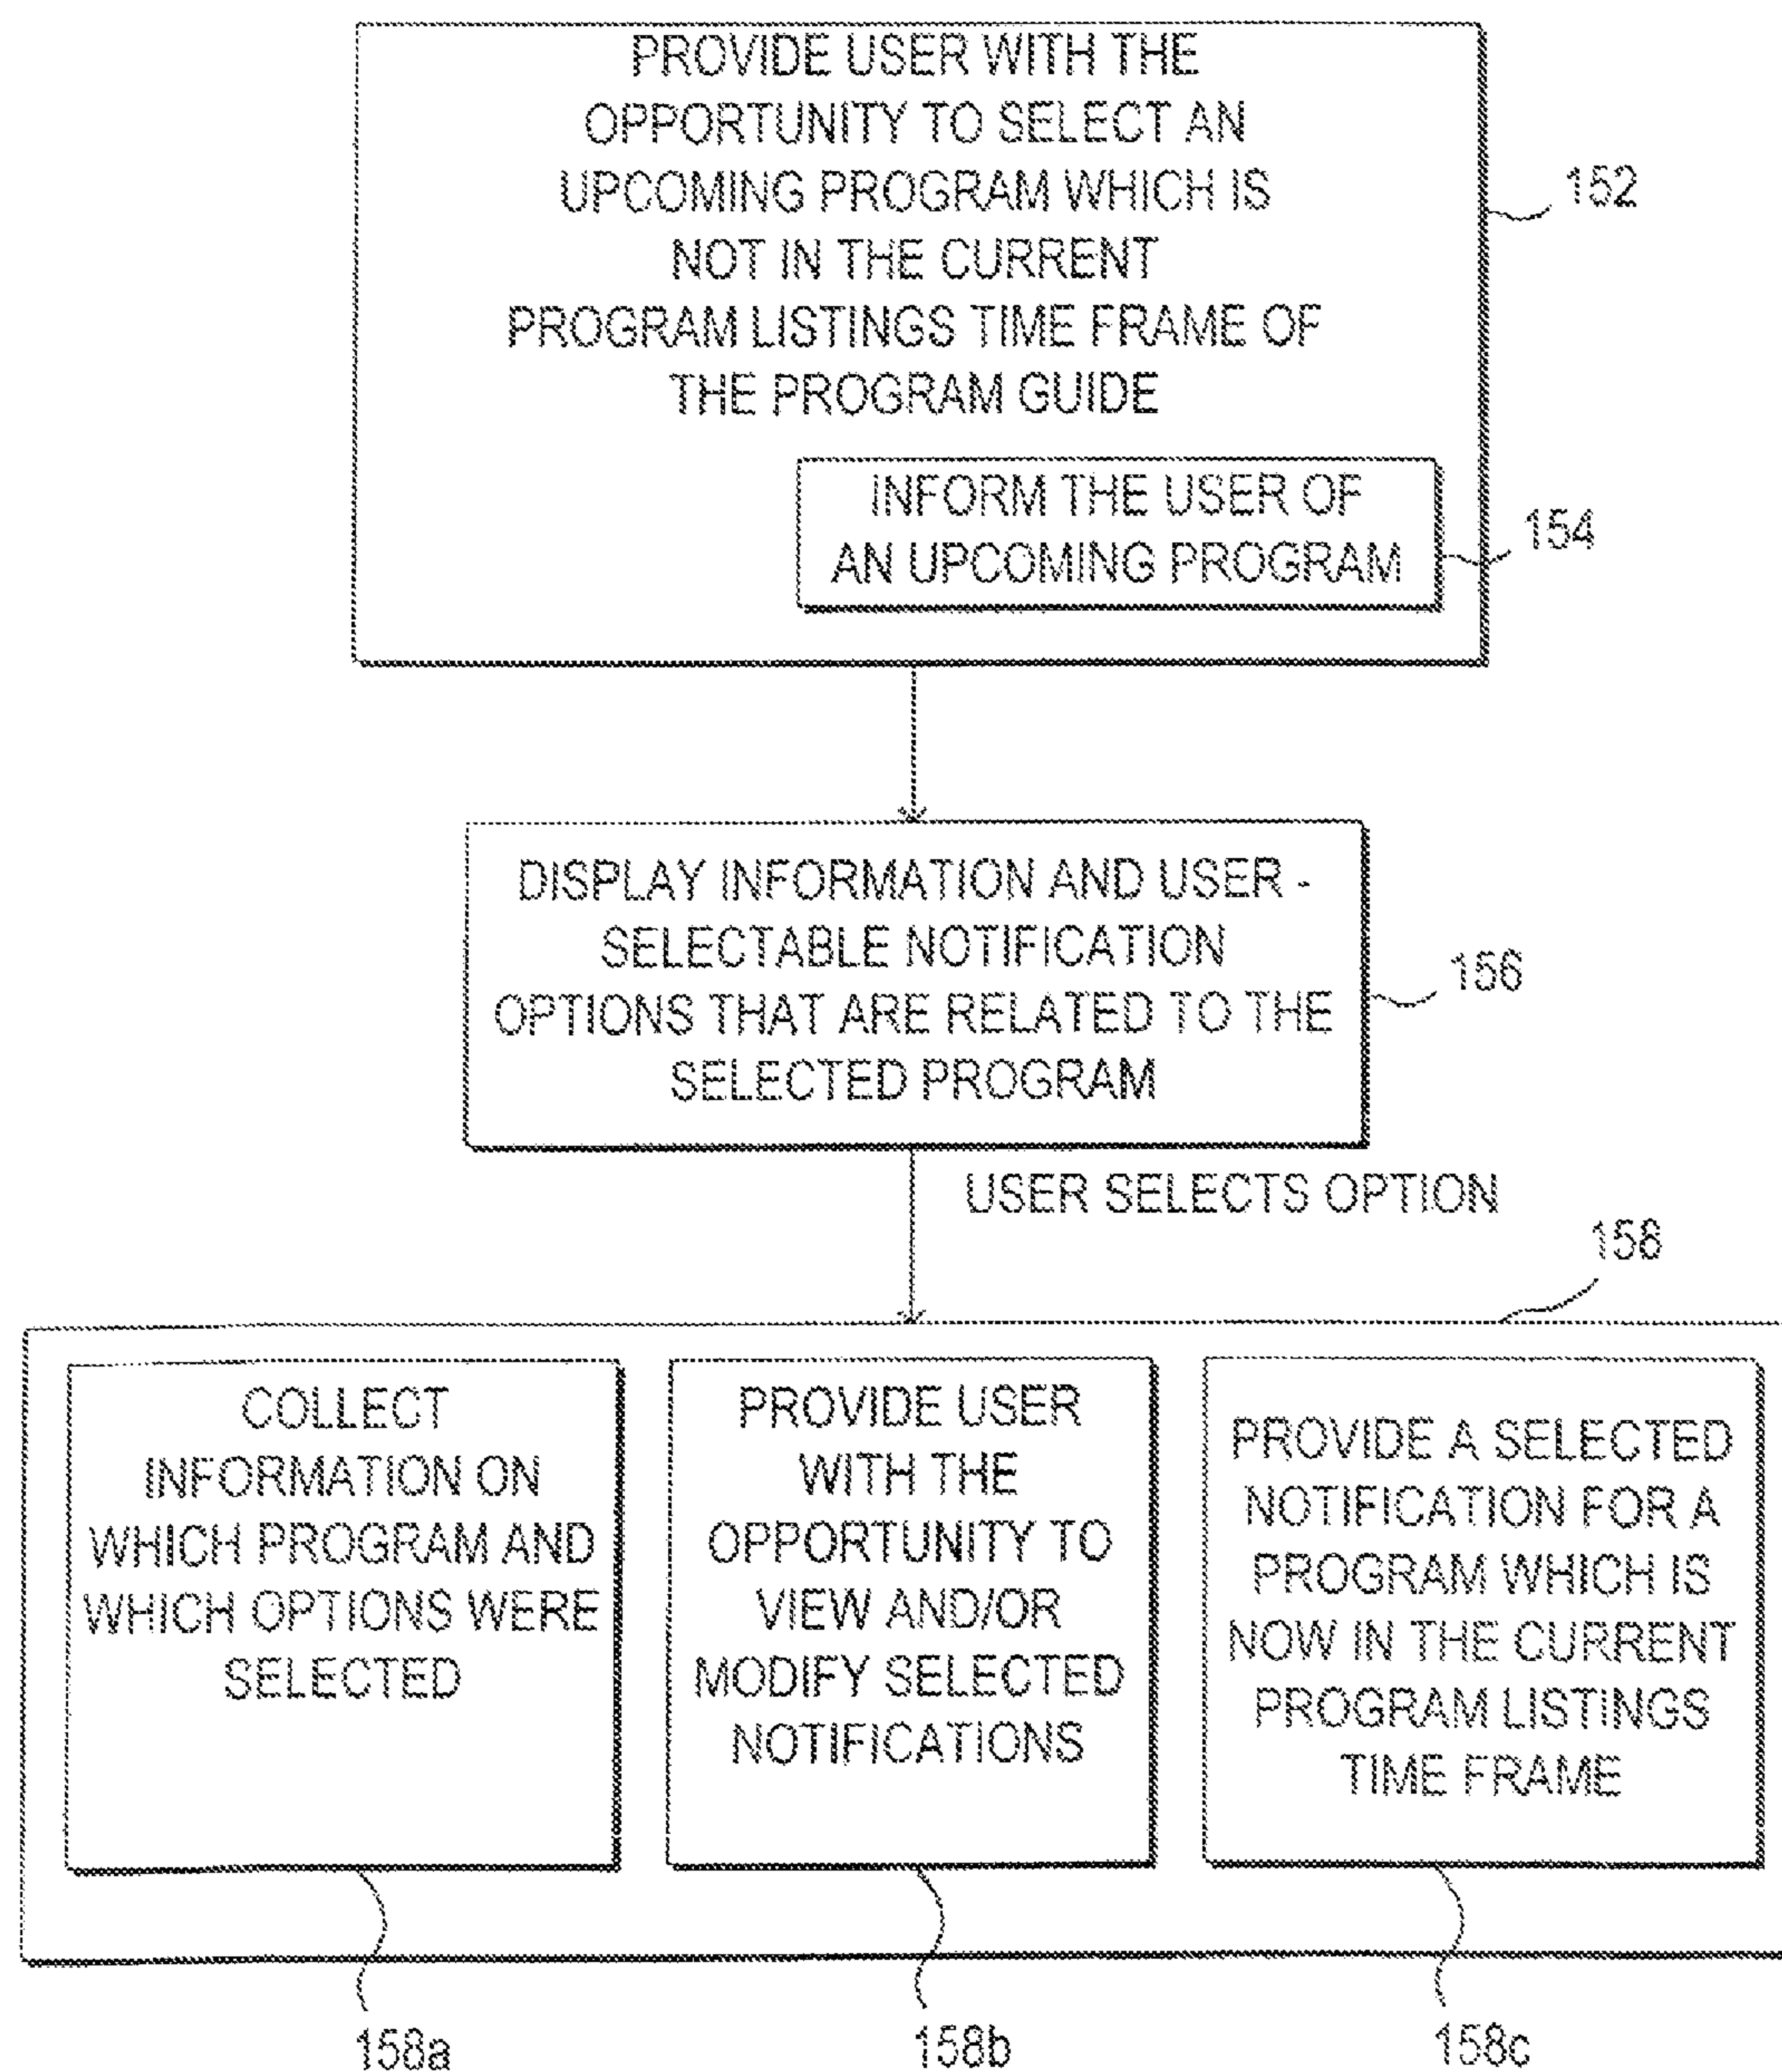 PROVIDE USER WITH THE
OPPORTUNITY TO SELECT AN
UPCOMING PROGRAM WHICH IS
NOT IN THE CURRENT
PROGRAM LISTINGS TIME FRAME OF
THE PROGRAM GUIDE
152
INFORM THE USER OF
AN UPCOMING PROGRAM
154
DISPLAY INFORMATION AND USER -
SELECTABLE NOTIFICATION
OPTIONS THAT ARE RELATED TO THE
SELECTED PROGRAM
156
USER SELECTS OPTION
158
COLLECT
INFORMATION ON
WHICH PROGRAM AND
WHICH OPTIONS WERE
SELECTED
PROVIDE USER
WITH THE
OPPORTUNITY TO
VIEW AND/OR
MODIFY SELECTED
NOTIFICATIONS
PROVIDE A SELECTED
NOTIFICATION FOR A
PROGRAM WHICH IS
NOW IN THE CURRENT
PROGRAM LISTINGS
TIME FRAME
158a
158b
158c